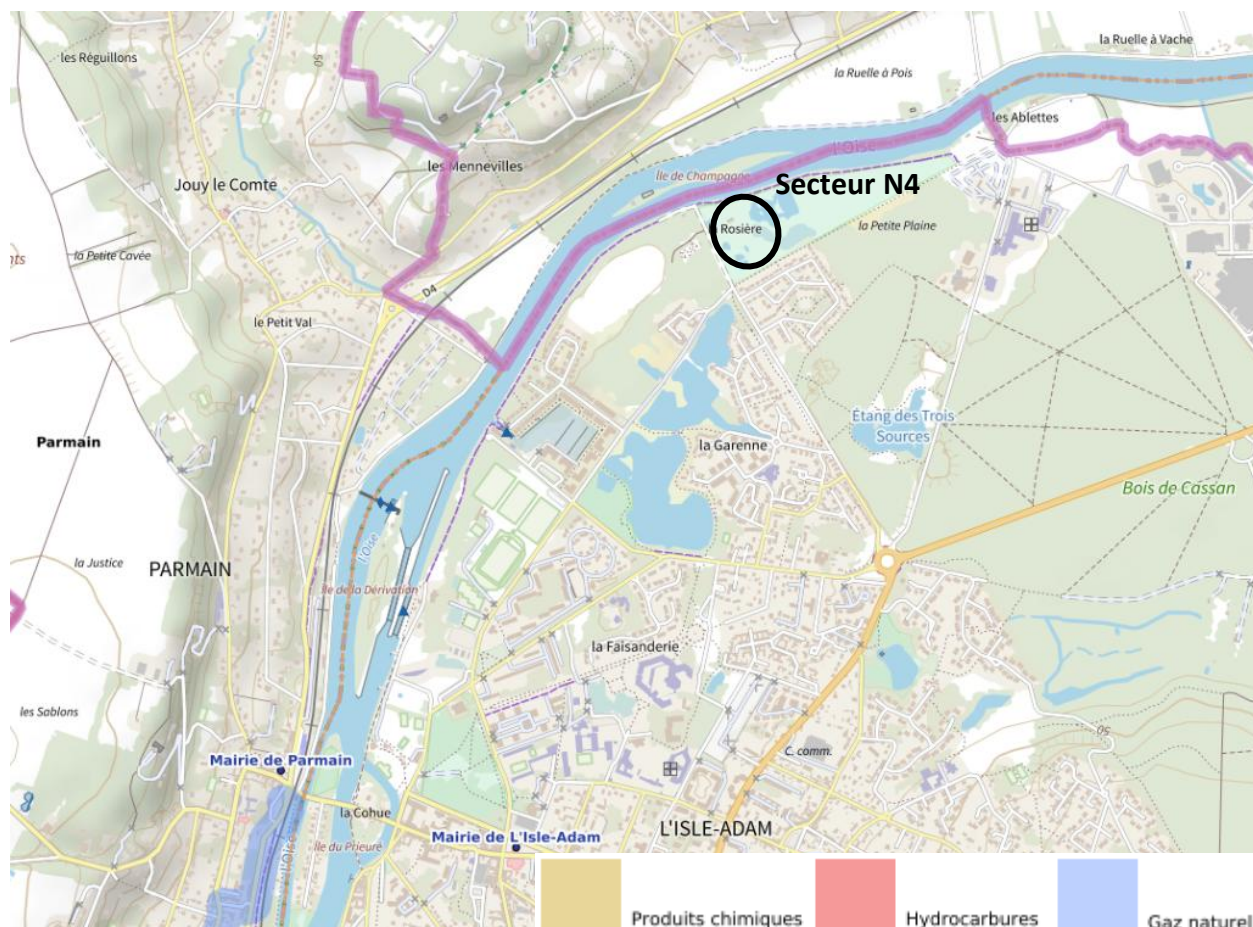 la Ruelle à Vache
les Réguillons
la Ruelle à Pois
les Ablettes
l'Oise
les Mennevilles
Île de Champagne
Secteur N4
Jouy le Comte
Rosière
la Petite Plaine
la Petite Cavée
D4
le Petit Val
Étang des Trois
Sources
Parmain
la Garenne
Bois de Cassan
l'Oise
la Justice
PARMAIN
Île de la Dérivation
la Faisanderie
les Sablons
50
C. comm.
Mairie de Parmain
la Cohue
L'ISLE-ADAM
Mairie de L'Isle-Adam
Île du Prieuré
l'Oise
Produits chimiques
Hydrocarbures
Gaz naturel